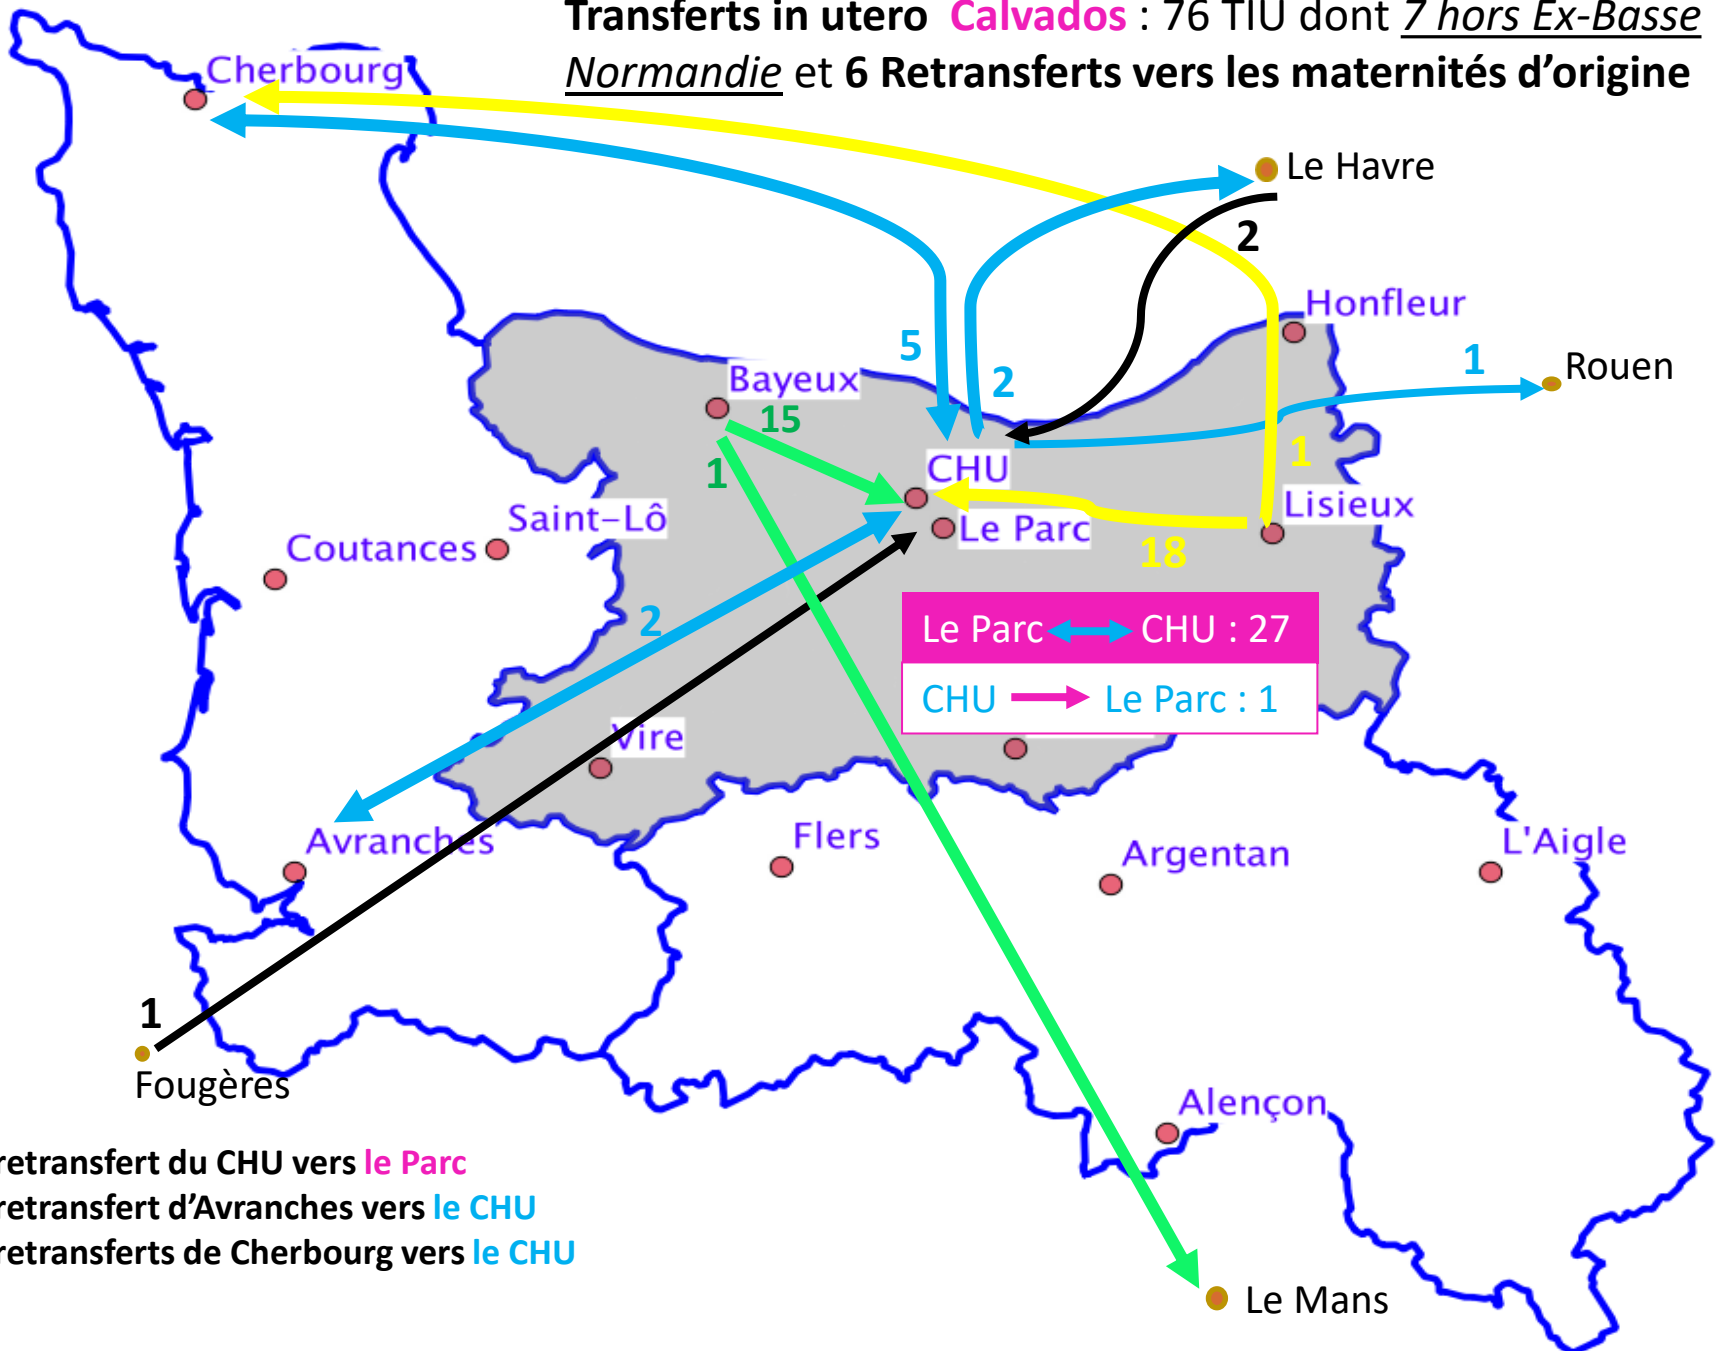 Transferts in utero Calvados : 76 TIU dont 7 hors Ex-Basse
Normandie et 6 Retransferts vers les maternités d'origine
Cherbourg
Le Havre
2
Honfleur
5
2
1
Rouen
Bayeux
15
1
CHU
1
Lisieux
Saint-Lô
Le Parc
18
Coutances
2
Le Parc CHU : 27
CHU Le Parc : 1
Vire
Avranches
Flers
Argentan
L'Aigle
1
Fougères
Alençon
retransfert du CHU vers le Parc
retransfert d'Avranches vers le CHU
retransferts de Cherbourg vers le CHU
Le Mans